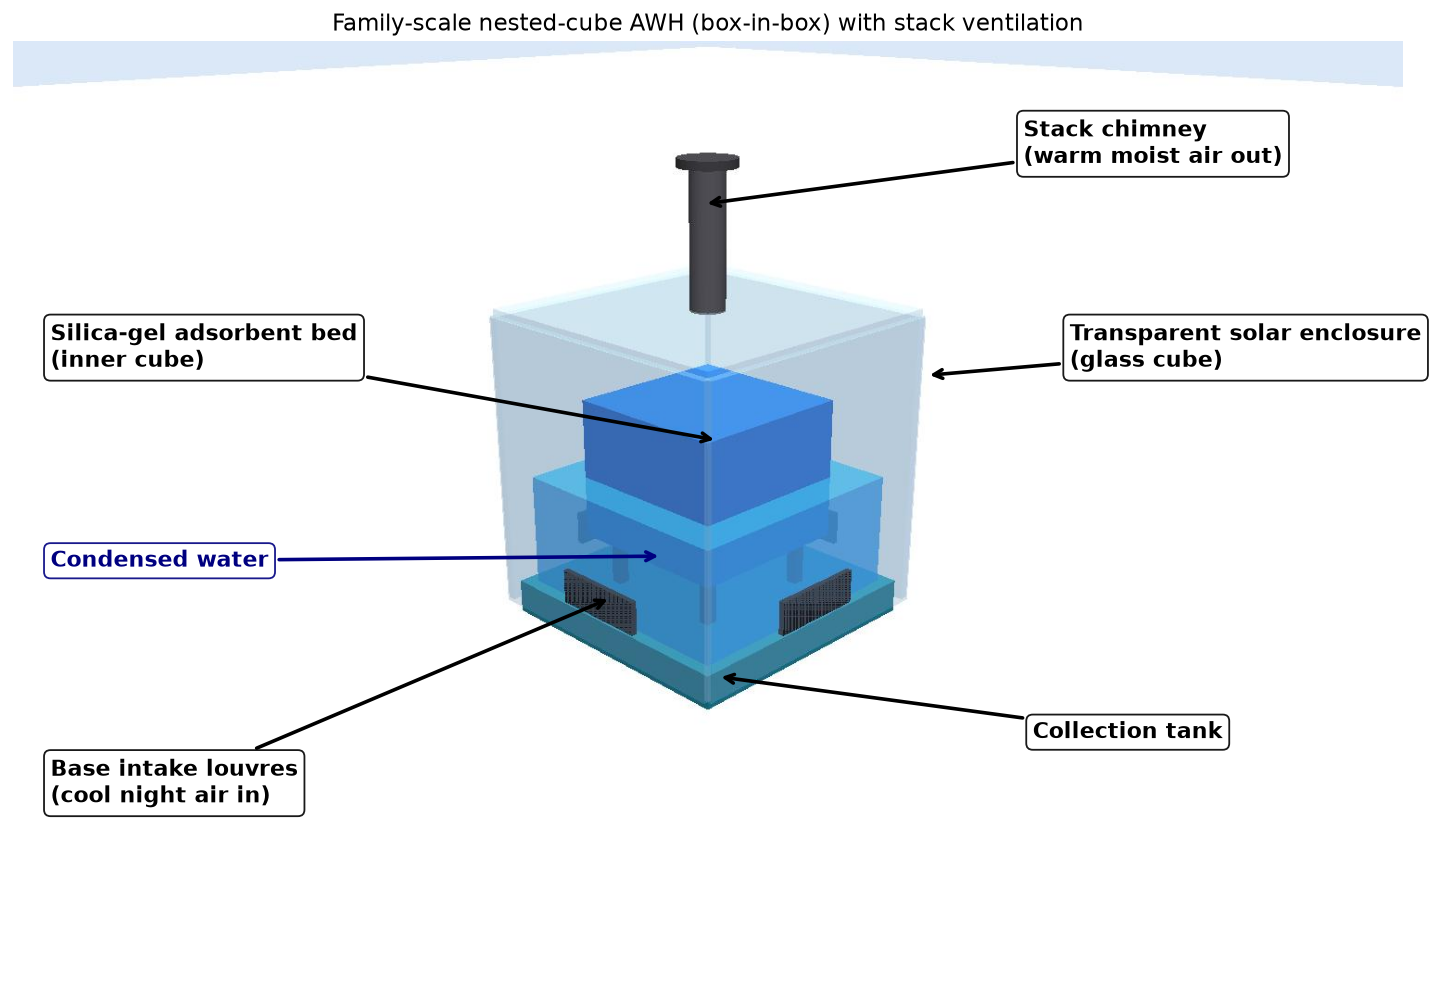 Family-scale nested-cube AWH (box-in-box) with stack ventilation
Stack chimney
(warm moist air out)
Silica-gel adsorbent bed
(inner cube)
Transparent solar enclosure
(glass cube)
Condensed water
Collection tank
Base intake louvres
(cool night air in)